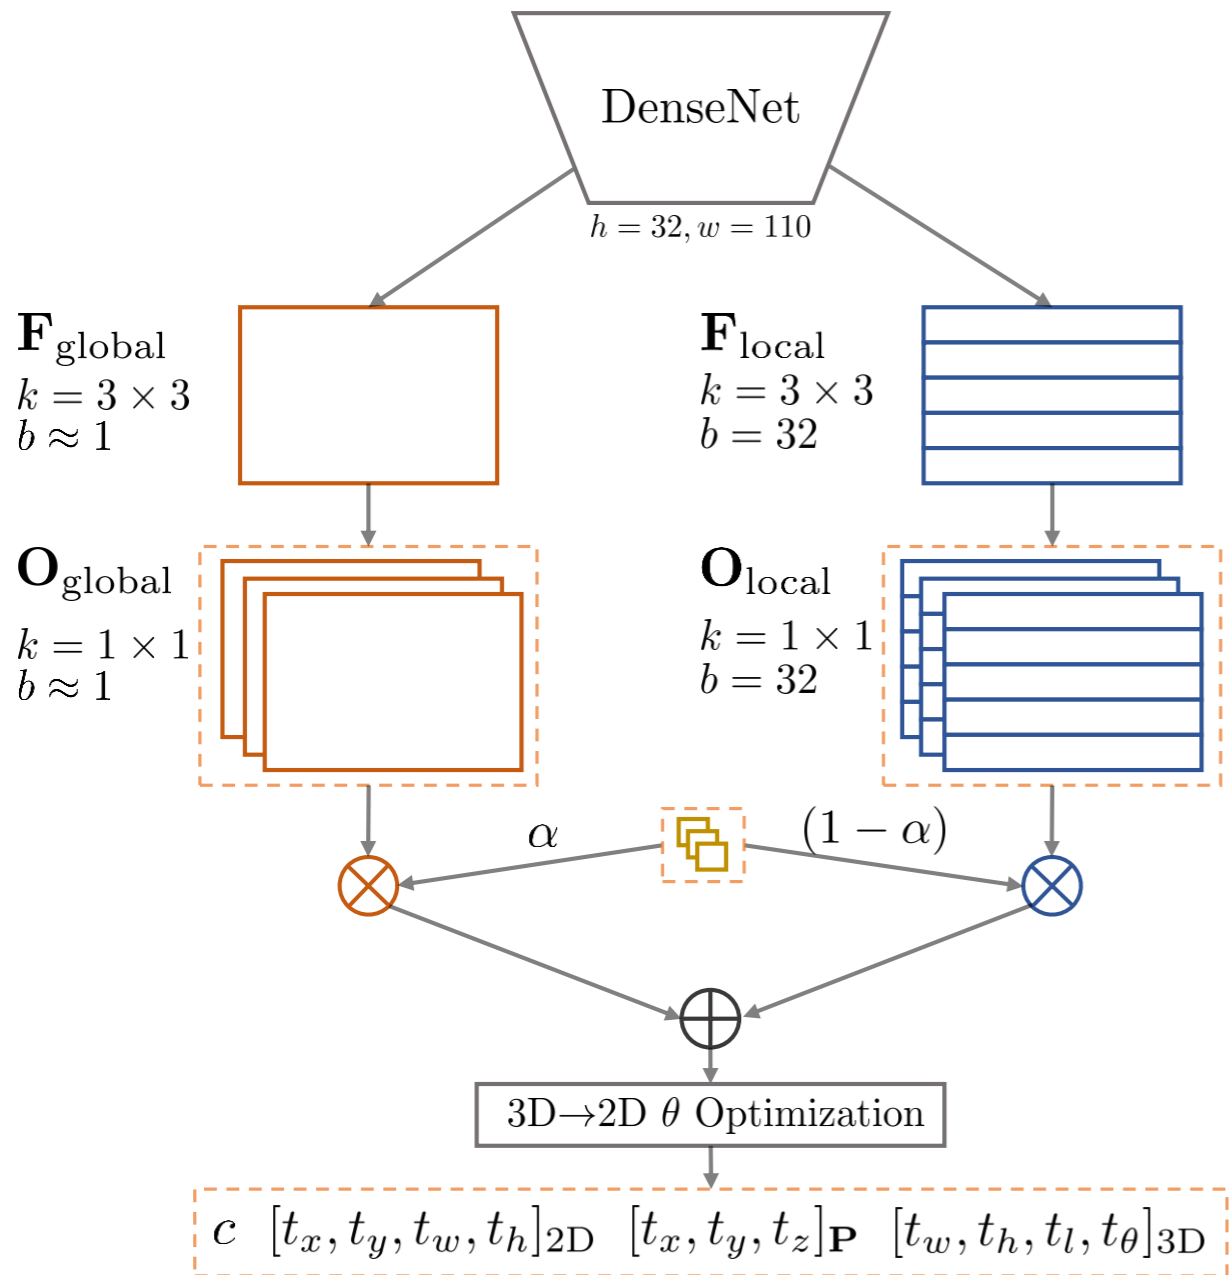 DenseNet
h = 32, w = 110
F_global
k = 3 × 3
b ≈ 1
F_local
k = 3 × 3
b = 32
O_global
k = 1 × 1
b ≈ 1
O_local
k = 1 × 1
b = 32
α
(1 − α)
3D→2D θ Optimization
c [t_x, t_y, t_w, t_h]_2D [t_x, t_y, t_z]_P [t_w, t_h, t_l, t_θ]_3D